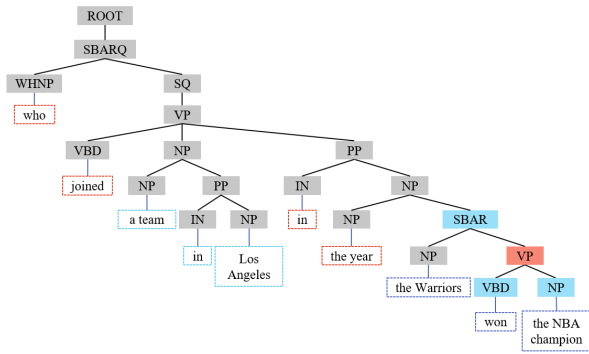 ROOT
SBARQ
WHNP SQ
who VP
VBD NP PP
joined NP PP IN NP
a team IN NP in NP SBAR
in Los Angeles the year NP VP
the Warriors VBD NP
won the NBA champion